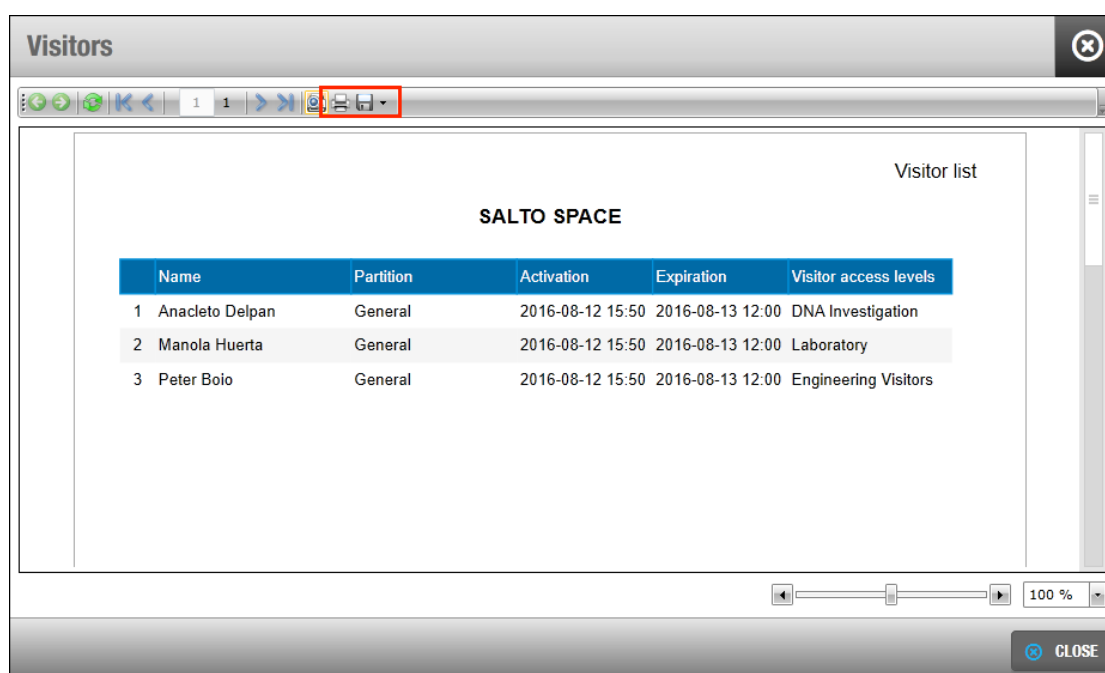 Visitors
1 1
Visitor list
SALTO SPACE
Name Partition Activation Expiration Visitor access levels
1 Anacleto Delpan General 2016-08-12 15:50 2016-08-13 12:00 DNA Investigation
2 Manola Huerta General 2016-08-12 15:50 2016-08-13 12:00 Laboratory
3 Peter Boio General 2016-08-12 15:50 2016-08-13 12:00 Engineering Visitors
100 %
CLOSE